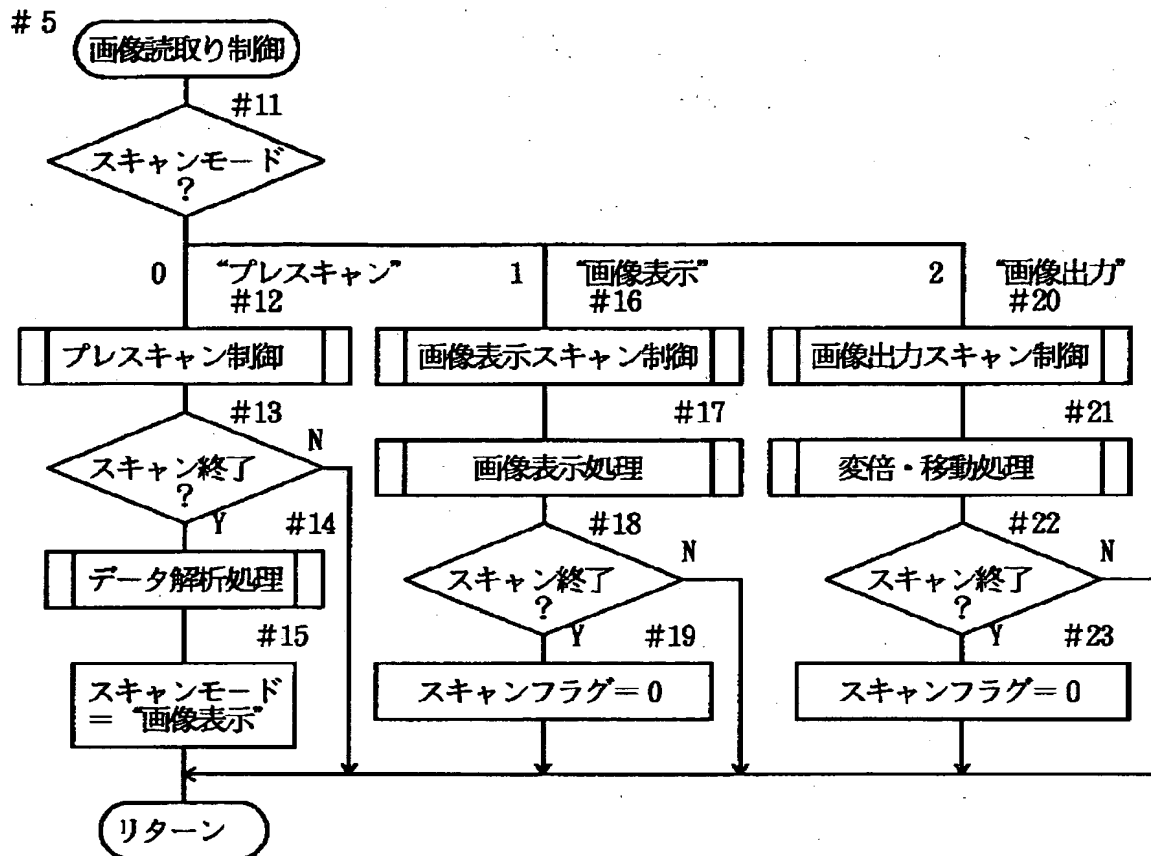 #5
画像読取り制御
#11
スキャンモード
?
0 “プレスキャン” 1 “画像表示” 2 “画像出力”
#12 #16 #20
プレスキャン制御 画像表示スキャン制御 画像出力スキャン制御
#13 #17 #21
スキャン終了 N 画像表示処理 変倍・移動処理
?
Y #14 #18 #22
データ解析処理 スキャン終了 N スキャン終了 N
? ?
#15 Y #19 Y #23
スキャンモード スキャンフラグ=0 スキャンフラグ=0
=“画像表示”
リターン